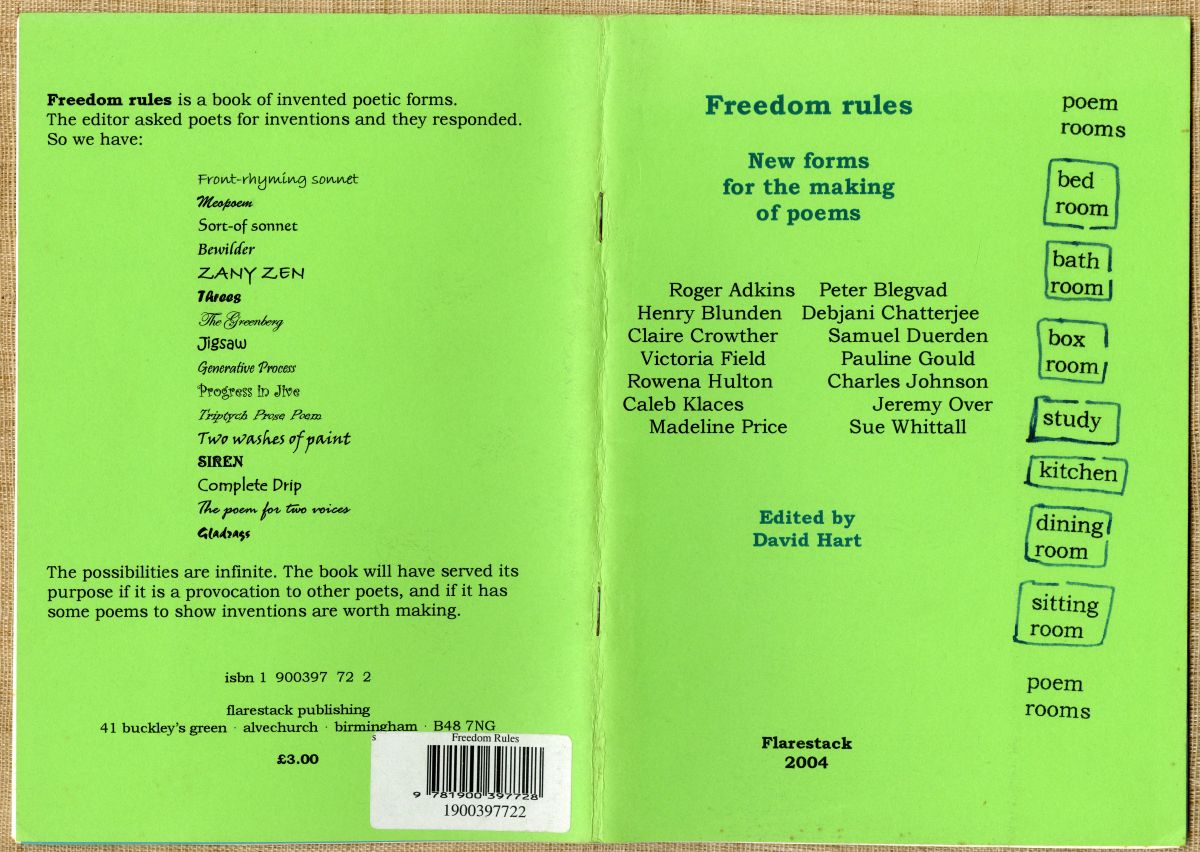 Freedom rules is a book of invented poetic forms.
The editor asked poets for inventions and they responded.
So we have:
Front-rhyming sonnet
Meopoem
Sort-of sonnet
Bewilder
ZANY ZEN
Threes
The Greenberg
Jigsaw
Generative Process
Progress in Jive
Triptych Prose Poem
Two washes of paint
SIREN
Complete Drip
The poem for two voices
Gladrags
The possibilities are infinite. The book will have served its
purpose if it is a provocation to other poets, and if it has
some poems to show inventions are worth making.
isbn 1 900397 72 2
flarestack publishing
41 buckley's green · alvechurch · birmingham · B48 7NG
£3.00
s
Freedom Rules
9 781900 397728
1900397722
Freedom rules
New forms
for the making
of poems
Roger Adkins Peter Blegvad
Henry Blunden Debjani Chatterjee
Claire Crowther Samuel Duerden
Victoria Field Pauline Gould
Rowena Hulton Charles Johnson
Caleb Klaces Jeremy Over
Madeline Price Sue Whittall
Edited by
David Hart
Flarestack
2004
poem
rooms
bed
room
bath
room
box
room
study
kitchen
dining
room
sitting
room
poem
rooms